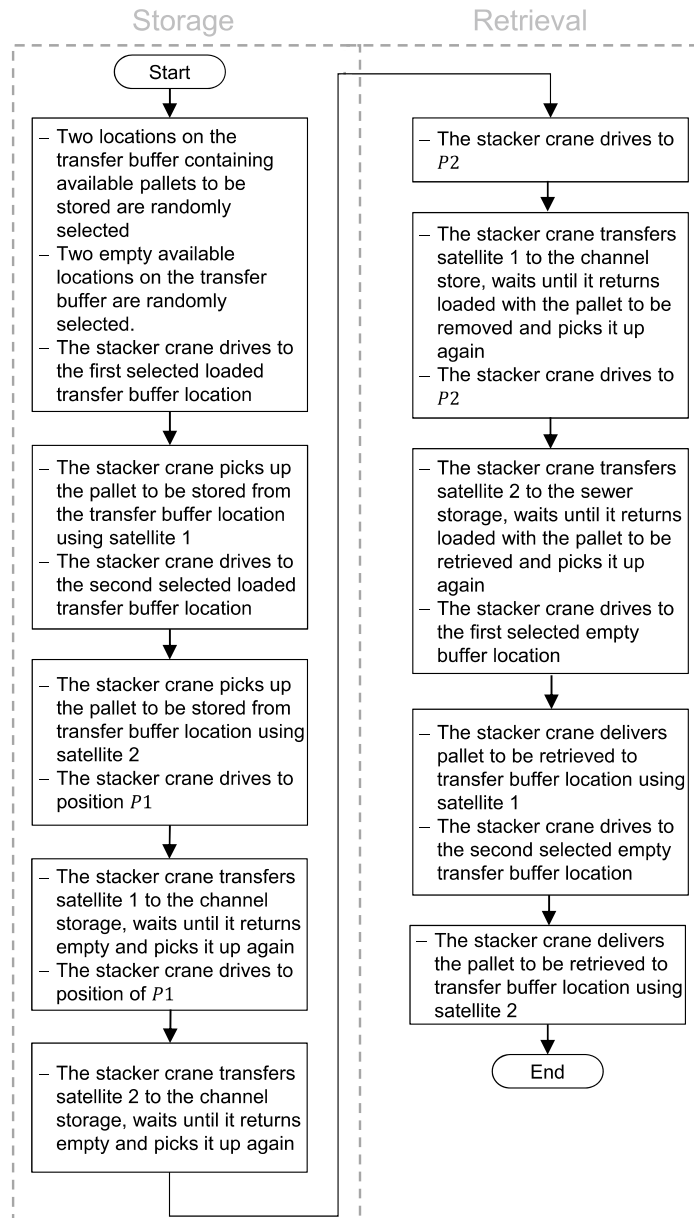 Storage
Start
– Two locations on the
transfer buffer containing
available pallets to be
stored are randomly
selected
– Two empty available
locations on the transfer
buffer are randomly
selected.
– The stacker crane drives to
the first selected loaded
transfer buffer location
– The stacker crane picks up
the pallet to be stored from
the transfer buffer location
using satellite 1
– The stacker crane drives to
the second selected loaded
transfer buffer location
– The stacker crane picks up
the pallet to be stored from
transfer buffer location using
satellite 2
– The stacker crane drives to
position P1
– The stacker crane transfers
satellite 1 to the channel
storage, waits until it returns
empty and picks it up again
– The stacker crane drives to
position of P1
– The stacker crane transfers
satellite 2 to the channel
storage, waits until it returns
empty and picks it up again
Retrieval
– The stacker crane drives to
P2
– The stacker crane transfers
satellite 1 to the channel
store, waits until it returns
loaded with the pallet to be
removed and picks it up
again
– The stacker crane drives to
P2
– The stacker crane transfers
satellite 2 to the sewer
storage, waits until it returns
loaded with the pallet to be
retrieved and picks it up
again
– The stacker crane drives to
the first selected empty
buffer location
– The stacker crane delivers
pallet to be retrieved to
transfer buffer location using
satellite 1
– The stacker crane drives to
the second selected empty
transfer buffer location
– The stacker crane delivers
the pallet to be retrieved to
transfer buffer location using
satellite 2
End